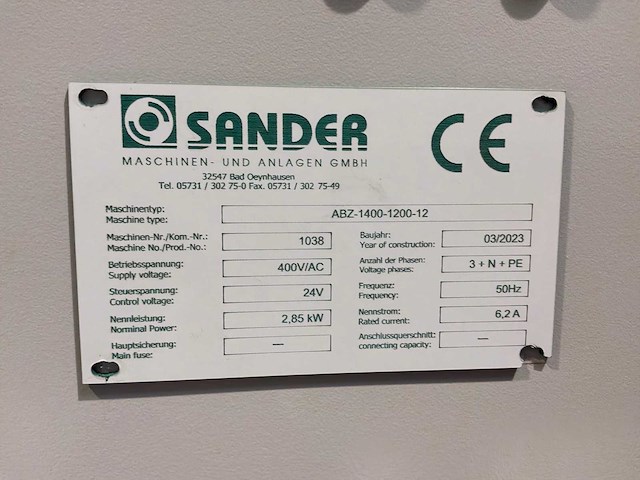 SANDER
CE
MASCHINEN- UND ANLAGEN GMBH
32547 Bad Oeynhausen
Tel. 05731 / 302 75-0 Fax. 05731 / 302 75-49
Maschinentyp:
Machine type:
ABZ-1400-1200-12
Maschinen-Nr./Kom.-Nr.:
Machine No./Prod.-No.:
1038
Baujahr:
Year of construction:
03/2023
Betriebsspannung:
Supply voltage:
400V/AC
Anzahl der Phasen:
Voltage phases:
3 + N + PE
Steuerspannung:
Control voltage:
24V
Frequenz:
Frequency:
50Hz
Nennleistung:
Norminal Power:
2,85 kW
Nennstrom:
Rated current:
6,2 A
Hauptsicherung:
Main fuse:
---
Anschlussquerschnitt:
connecting capacity:
---